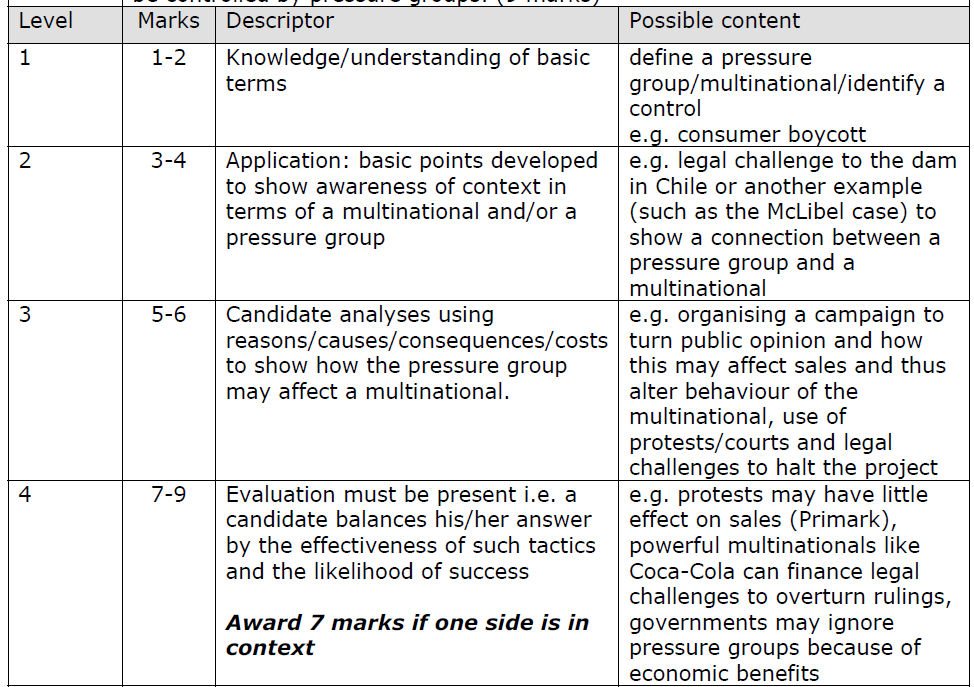 be controlled by pressure groups. (9 marks)
Level Marks Descriptor Possible content
1 1-2 Knowledge/understanding of basic
terms
define a pressure
group/multinational/identify a
control
e.g. consumer boycott
2 3-4 Application: basic points developed
to show awareness of context in
terms of a multinational and/or a
pressure group
e.g. legal challenge to the dam
in Chile or another example
(such as the McLibel case) to
show a connection between a
pressure group and a
multinational
3 5-6 Candidate analyses using
reasons/causes/consequences/costs
to show how the pressure group
may affect a multinational.
e.g. organising a campaign to
turn public opinion and how
this may affect sales and thus
alter behaviour of the
multinational, use of
protests/courts and legal
challenges to halt the project
4 7-9 Evaluation must be present i.e. a
candidate balances his/her answer
by the effectiveness of such tactics
and the likelihood of success
Award 7 marks if one side is in
context
e.g. protests may have little
effect on sales (Primark),
powerful multinationals like
Coca-Cola can finance legal
challenges to overturn rulings,
governments may ignore
pressure groups because of
economic benefits